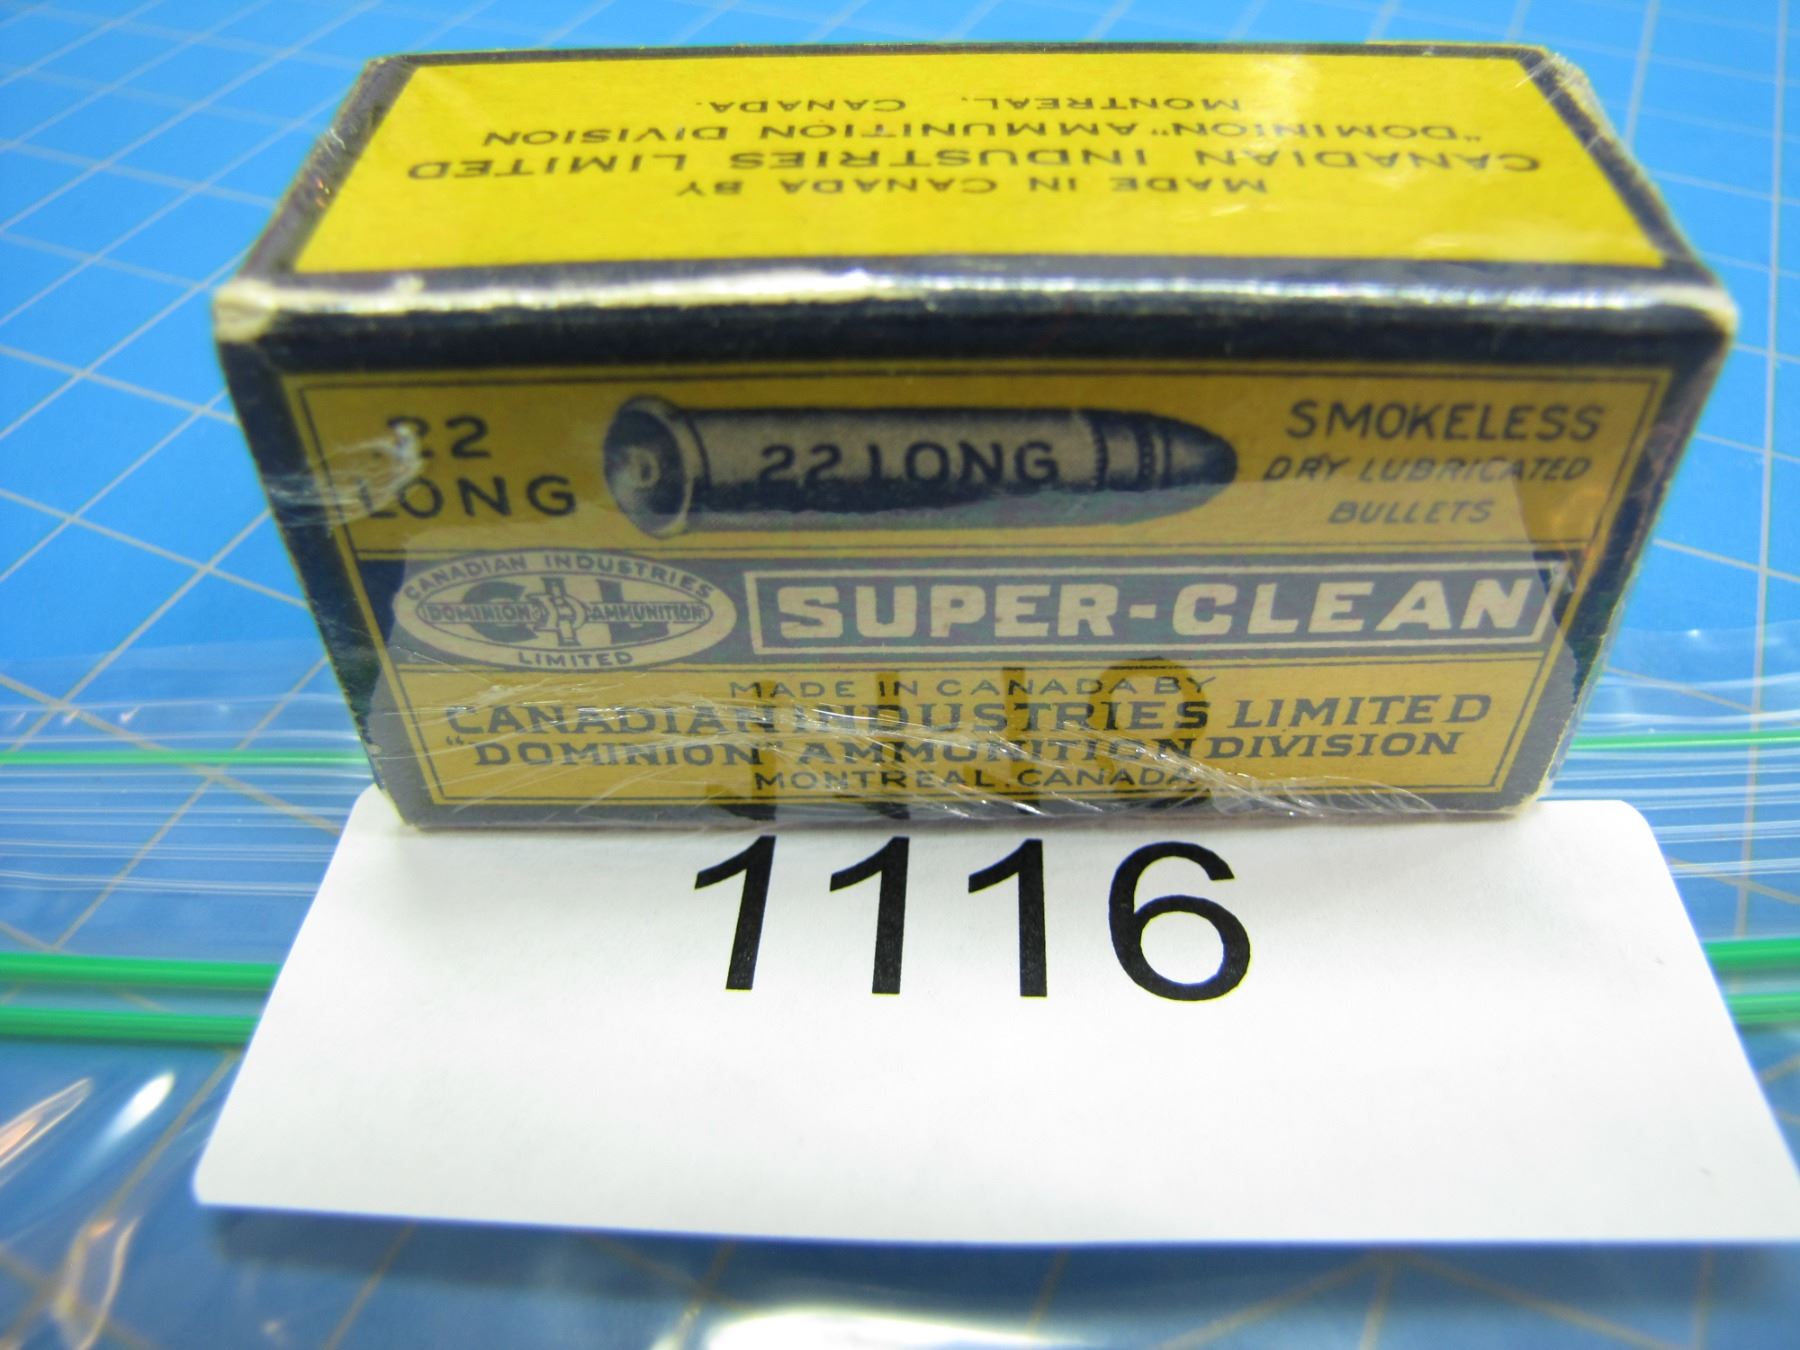 MADE IN CANADA BY
CANADIAN INDUSTRIES LIMITED
"DOMINION" AMMUNITION DIVISION
MONTREAL, CANADA.
.22
LONG
D
22 LONG
SMOKELESS
DRY LUBRICATED
BULLETS
CANADIAN INDUSTRIES
C-I-L
DOMINION AMMUNITION
LIMITED
SUPER-CLEAN
MADE IN CANADA BY
CANADIAN INDUSTRIES LIMITED
"DOMINION" AMMUNITION DIVISION
MONTREAL, CANADA
1116